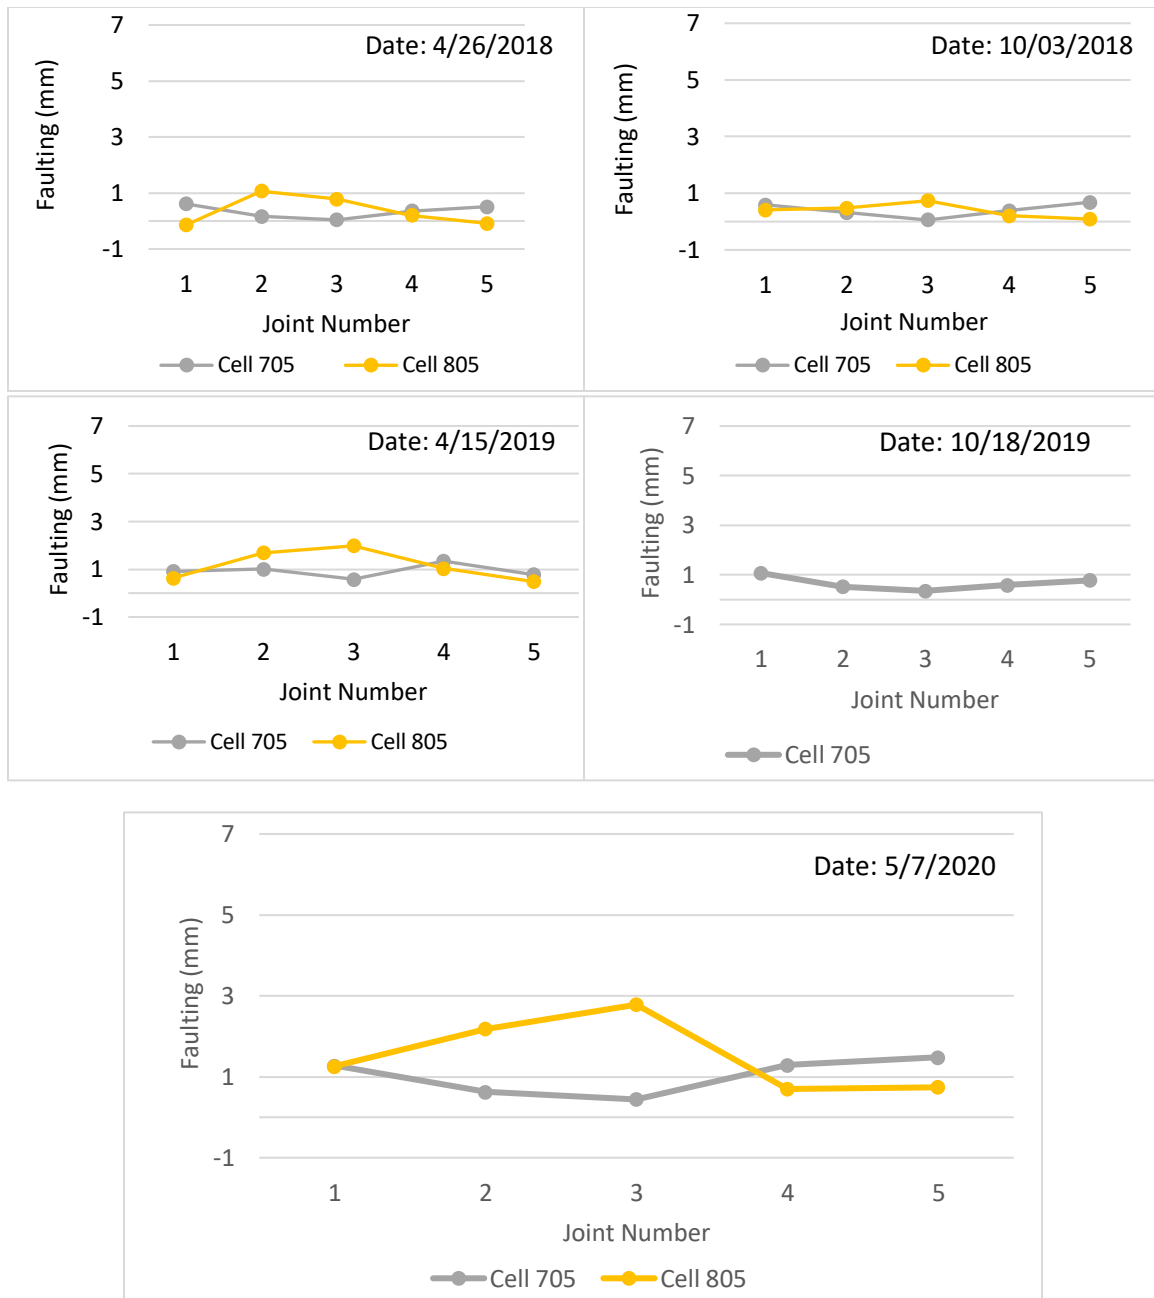 Date: 4/26/2018
Faulting (mm)
7
5
3
1
-1
1 2 3 4 5
Joint Number
Cell 705 Cell 805
Date: 10/03/2018
Faulting (mm)
7
5
3
1
-1
1 2 3 4 5
Joint Number
Cell 705 Cell 805
Date: 4/15/2019
Faulting (mm)
7
5
3
1
-1
1 2 3 4 5
Joint Number
Cell 705 Cell 805
Date: 10/18/2019
Faulting (mm)
7
5
3
1
-1
1 2 3 4 5
Joint Number
Cell 705
Date: 5/7/2020
Faulting (mm)
7
5
3
1
-1
1 2 3 4 5
Joint Number
Cell 705 Cell 805